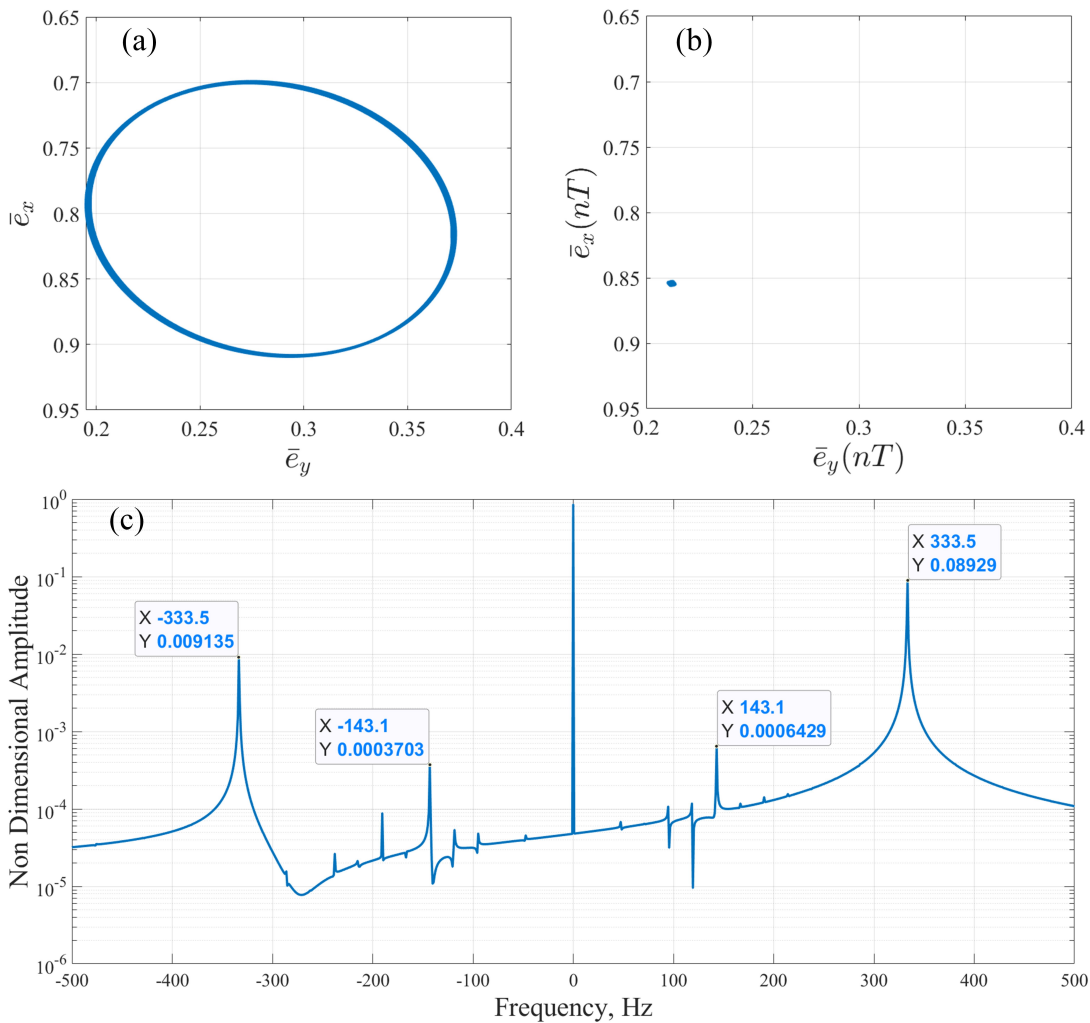 (a)
0.65
0.7
0.75
0.8
0.85
0.9
0.95
ē_x
0.2 0.25 0.3 0.35 0.4
ē_y
(b)
0.65
0.7
0.75
0.8
0.85
0.9
0.95
ē_x(nT)
0.2 0.25 0.3 0.35 0.4
ē_y(nT)
(c)
10^0
10^-1
10^-2
10^-3
10^-4
10^-5
10^-6
Non Dimensional Amplitude
X -333.5
Y 0.009135
X -143.1
Y 0.0003703
X 143.1
Y 0.0006429
X 333.5
Y 0.08929
-500 -400 -300 -200 -100 0 100 200 300 400 500
Frequency, Hz